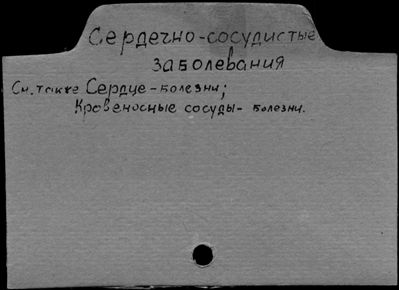 Сердечно-сосудистые
заболевания
См. также Сердце - болезни;
Кровеносные сосуды - болезни.